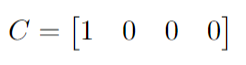 C = [1 0 0 0]